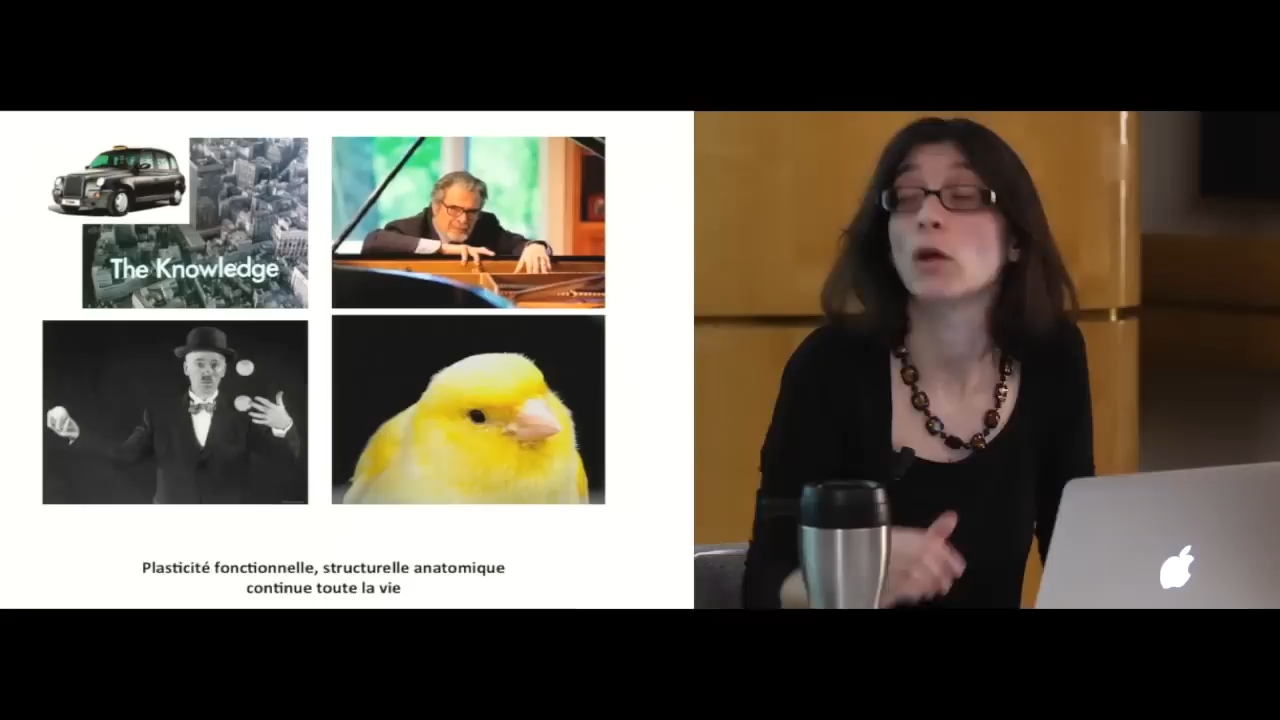 The Knowledge
Plasticité fonctionnelle, structurelle anatomique
continue toute la vie